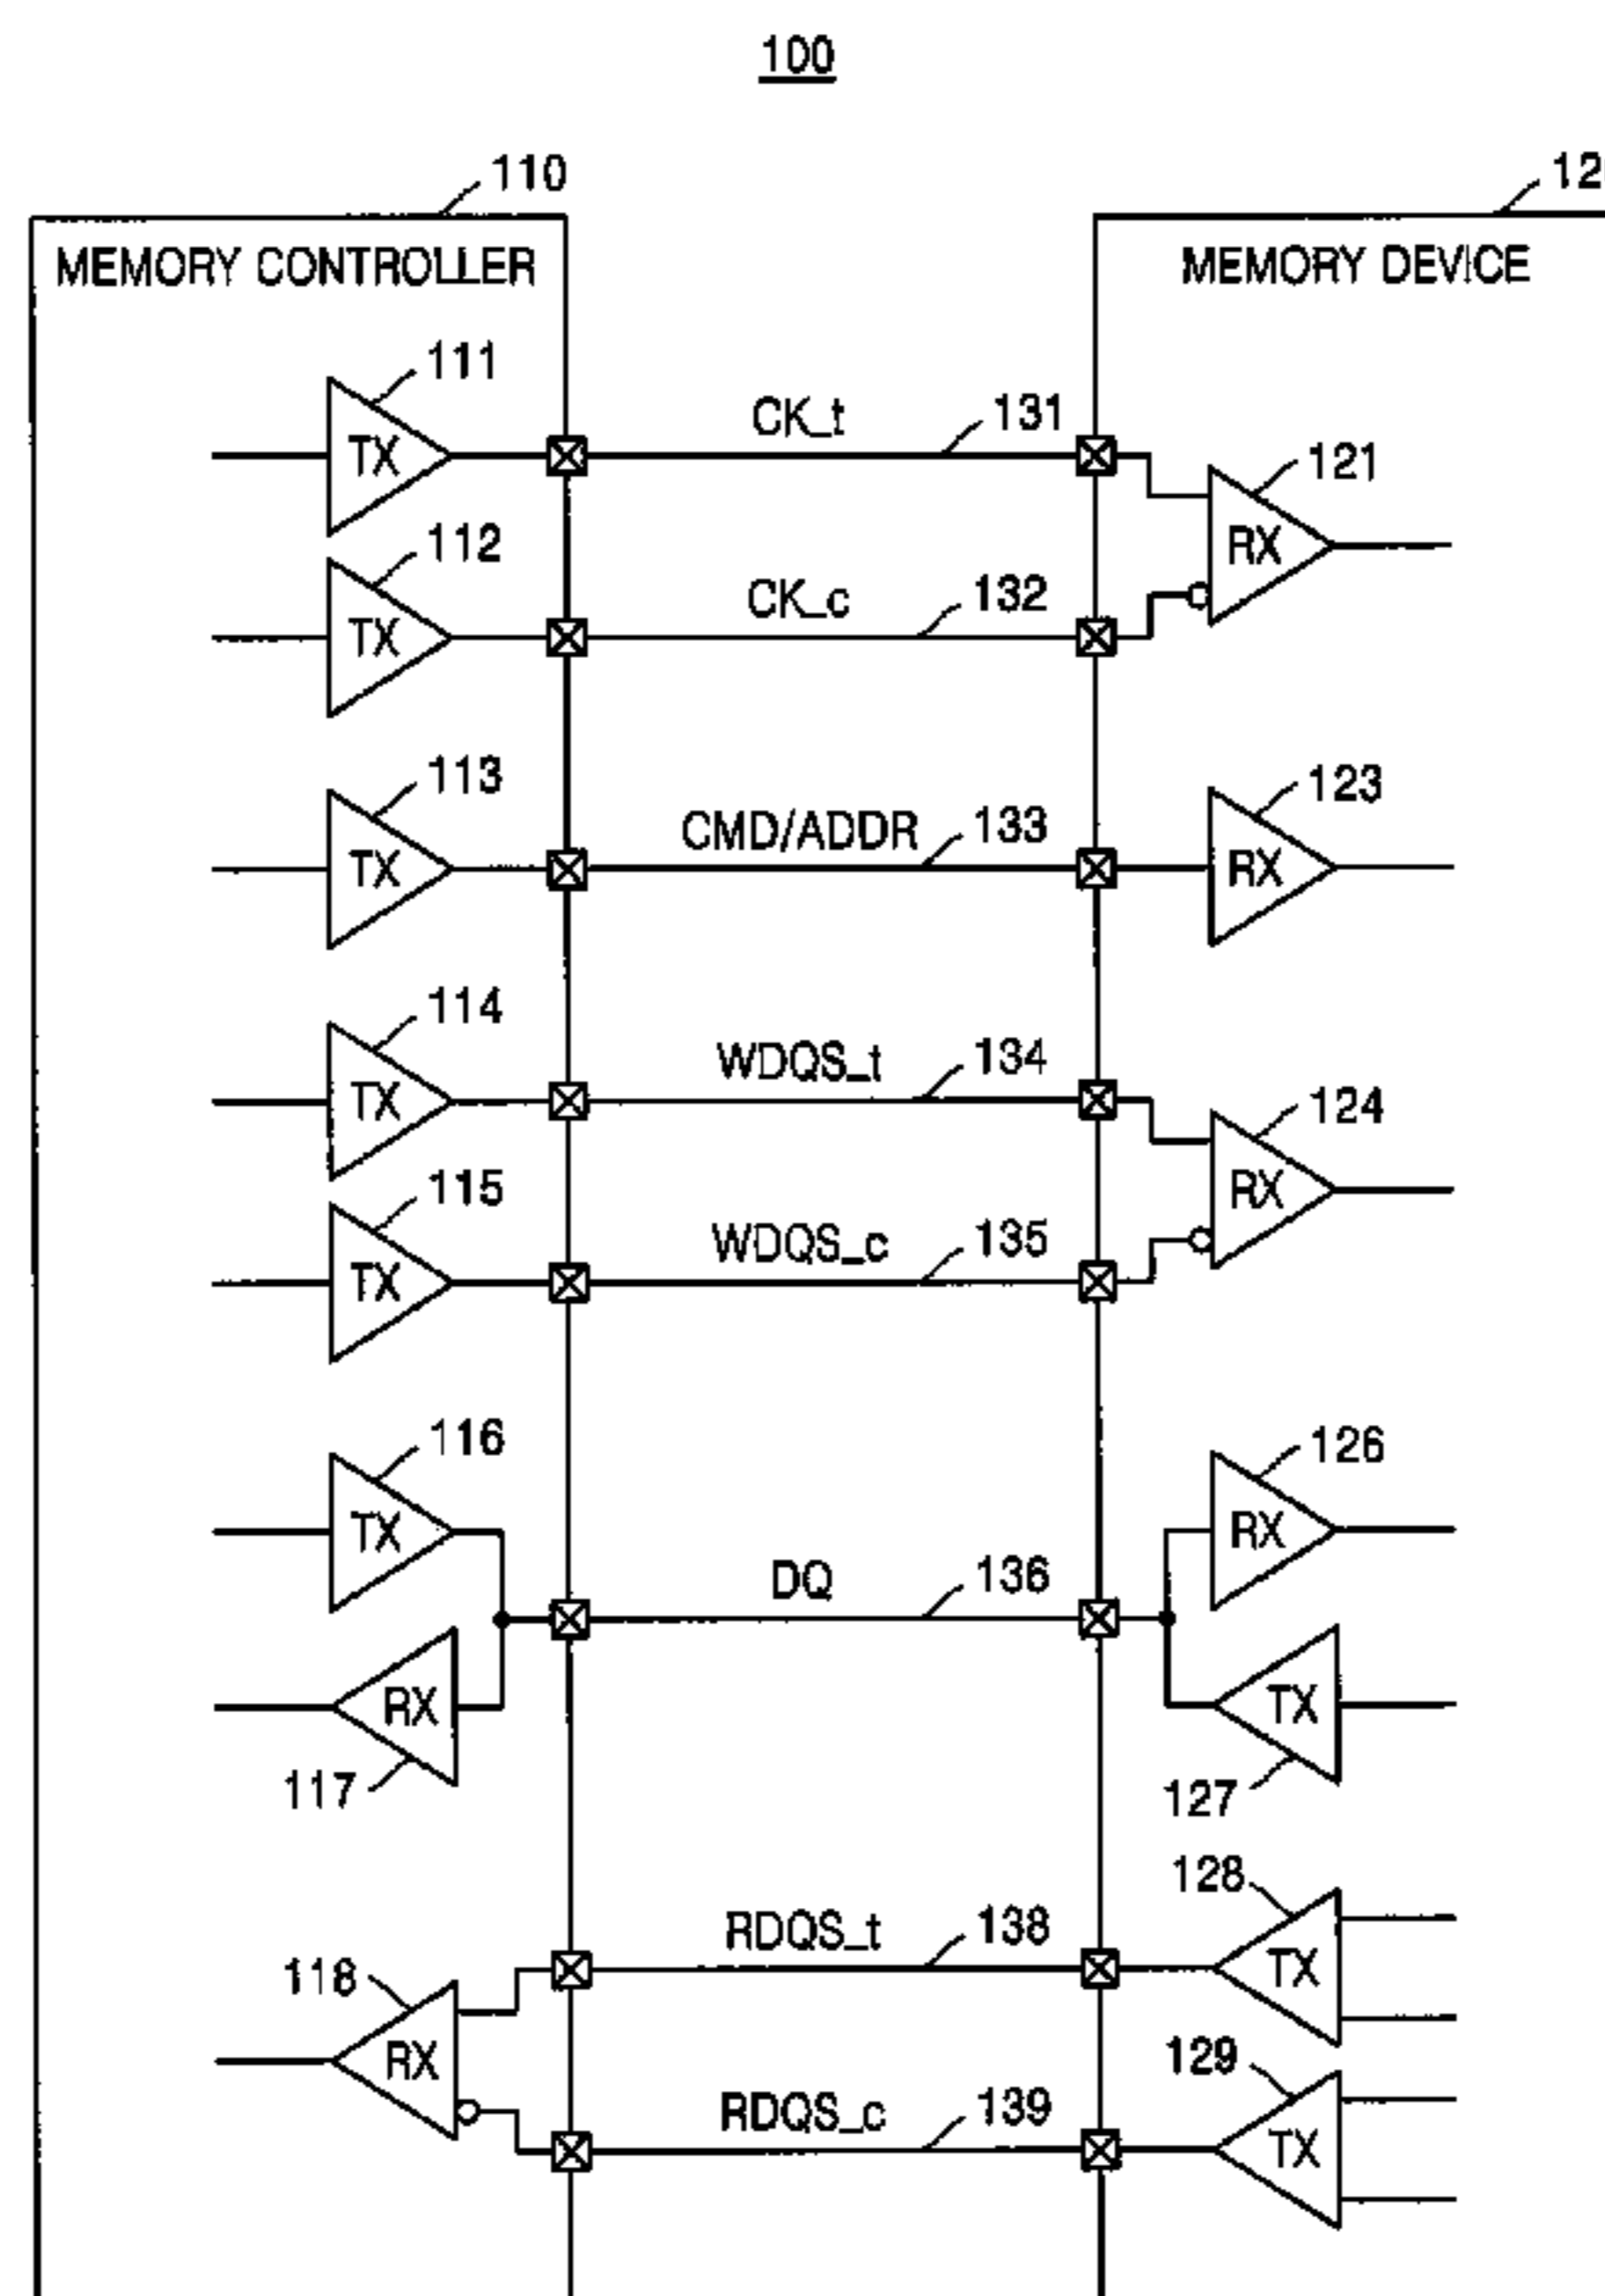 100
110
12
MEMORY CONTROLLER
MEMORY DEVICE
111
TX
CK_t
131
121
RX
112
TX
CK_c
132
113
TX
CMD/ADDR
133
123
RX
114
TX
WDQS_t
134
124
RX
115
TX
WDQS_c
135
116
TX
126
RX
DQ
136
RX
117
TX
127
128
TX
RDQS_t
138
118
RX
129
TX
RDQS_c
139